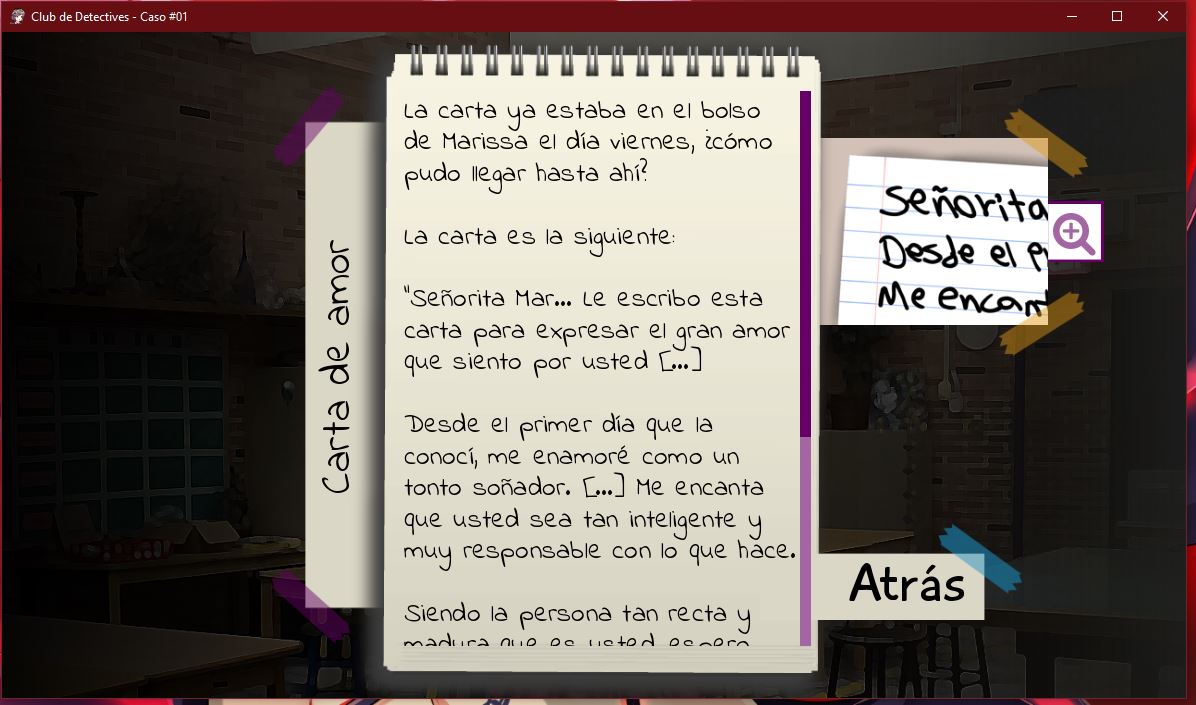 Club de Detectives - Caso #01
Carta de amor
La carta ya estaba en el bolso
de Marissa el día viernes, ¿cómo
pudo llegar hasta ahí?
La carta es la siguiente:
"Señorita Mar... Le escribo esta
carta para expresar el gran amor
que siento por usted [...]
Desde el primer día que la
conocí, me enamoré como un
tonto soñador. [...] Me encanta
que usted sea tan inteligente y
muy responsable con lo que hace.
Siendo la persona tan recta y
madura que es usted espero
Señorita
Desde el pr
Me encan
Atrás